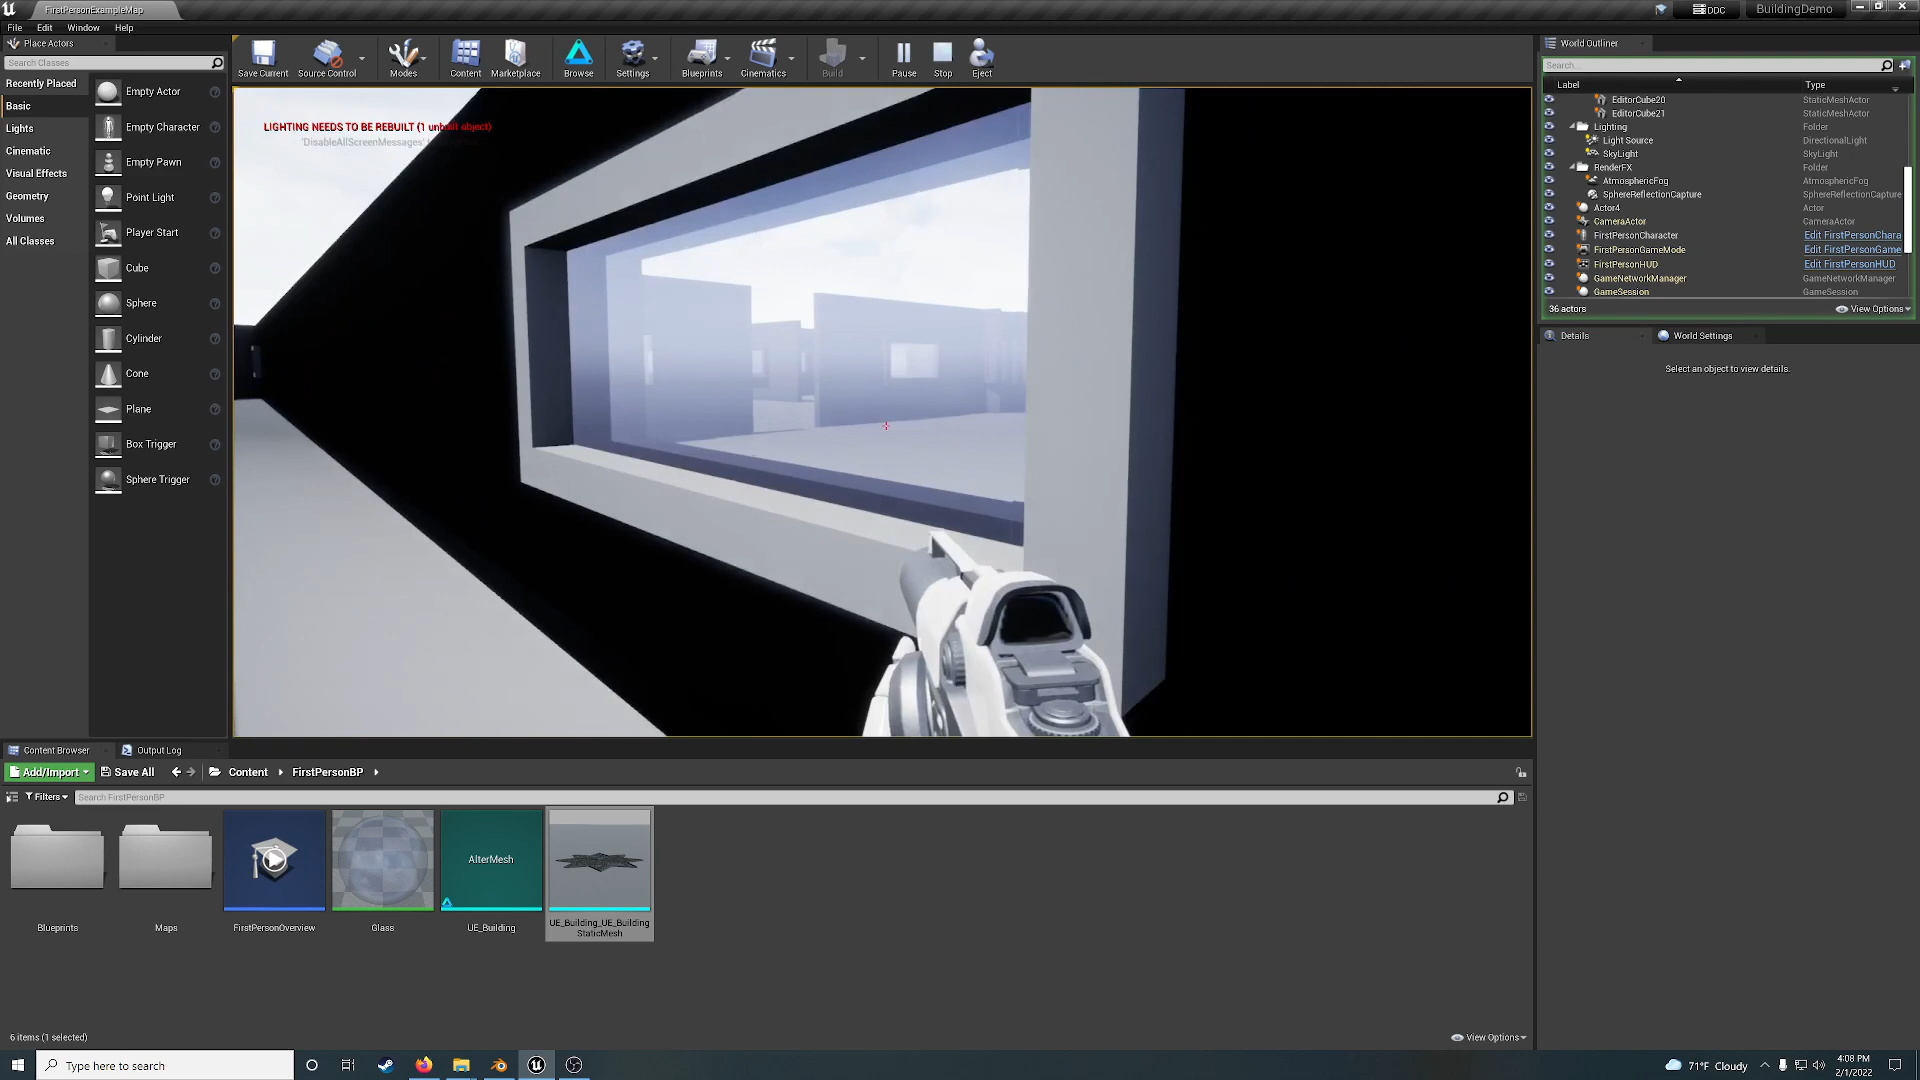 FirstPersonExampleMap
DDC
BuildingDemo
File Edit Window Help
Place Actors
Search Classes
Recently Placed
Basic
Lights
Cinematic
Visual Effects
Geometry
Volumes
All Classes
Empty Actor
Empty Character
Empty Pawn
Point Light
Player Start
Cube
Sphere
Cylinder
Cone
Plane
Box Trigger
Sphere Trigger
Save Current
Source Control
Modes
Content
Marketplace
Browse
Settings
Blueprints
Cinematics
Build
Pause
Stop
Eject
LIGHTING NEEDS TO BE REBUILT (1 unbuilt object)
'DisableAllScreenMessages'
World Outliner
Search...
Label Type
EditorCube20 StaticMeshActor
EditorCube21 StaticMeshActor
Lighting Folder
Light Source DirectionalLight
SkyLight SkyLight
RenderFX Folder
AtmosphericFog AtmosphericFog
SphereReflectionCapture SphereReflectionCapture
Actor4 Actor
CameraActor CameraActor
FirstPersonCharacter Edit FirstPersonChara
FirstPersonGameMode Edit FirstPersonGame
FirstPersonHUD Edit FirstPersonHUD
GameNetworkManager GameNetworkManager
GameSession GameSession
36 actors View Options
Details World Settings
Select an object to view details.
Content Browser Output Log
Add/Import Save All Content FirstPersonBP
Filters Search FirstPersonBP
AlterMesh
Blueprints
Maps
FirstPersonOverview
Glass
UE_Building
UE_Building_UE_Building
StaticMesh
6 items (1 selected) View Options
Type here to search
71°F Cloudy
4:08 PM
2/1/2022